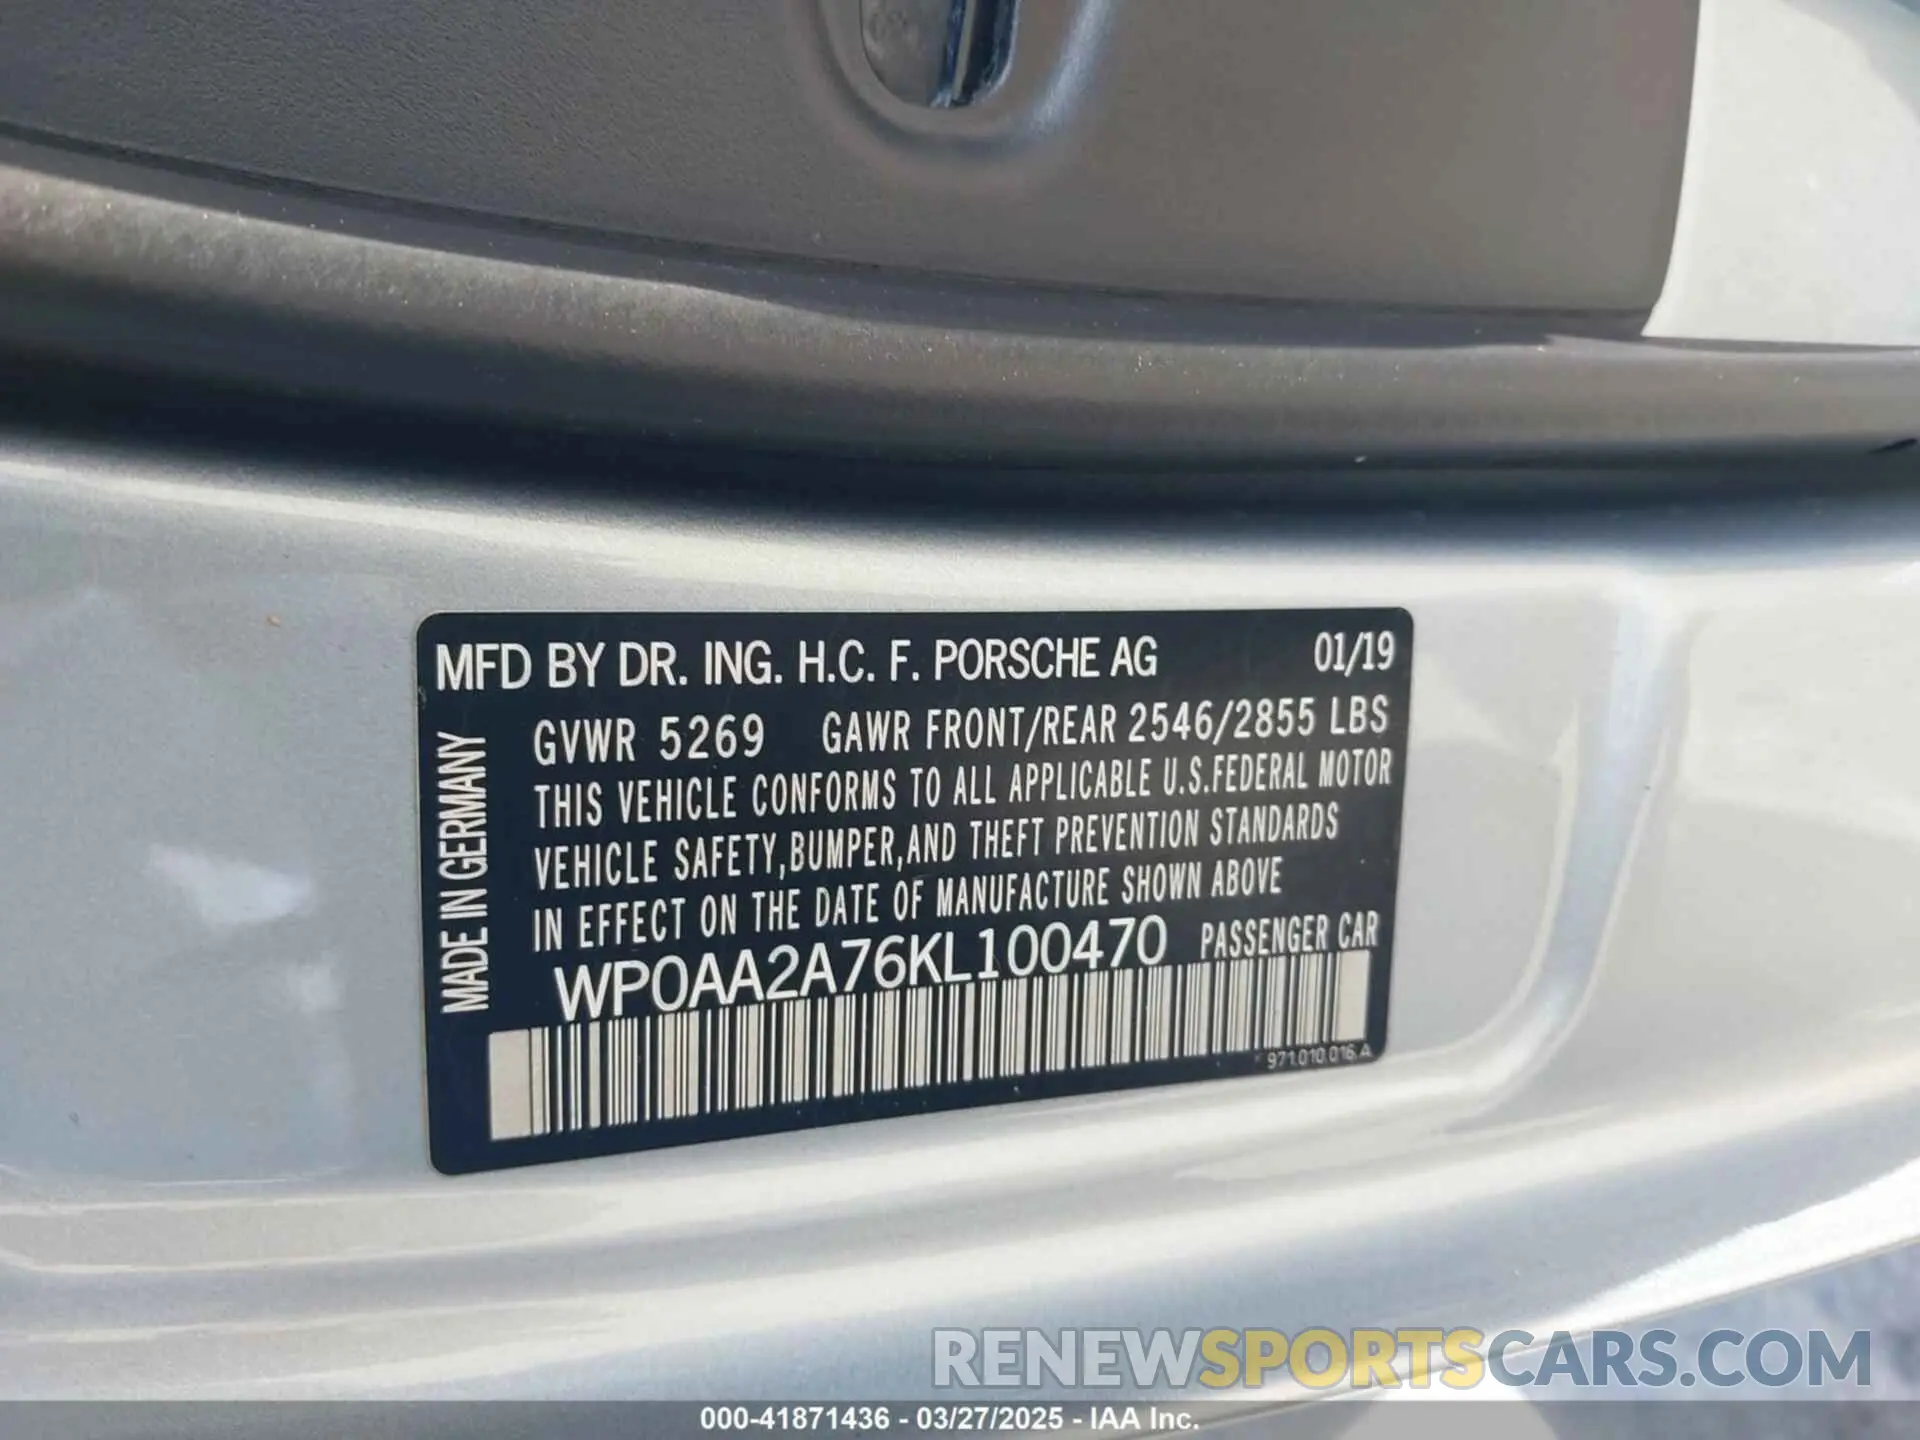 MFD BY DR. ING. H.C. F. PORSCHE AG 01/19
GVWR 5269 GAWR FRONT/REAR 2546/2855 LBS
THIS VEHICLE CONFORMS TO ALL APPLICABLE U.S.FEDERAL MOTOR
VEHICLE SAFETY,BUMPER,AND THEFT PREVENTION STANDARDS
IN EFFECT ON THE DATE OF MANUFACTURE SHOWN ABOVE
WP0AA2A76KL100470 PASSENGER CAR
971.010.016.A
MADE IN GERMANY
RENEWSPORTSCARS.COM
000-41871436 - 03/27/2025 - IAA Inc.